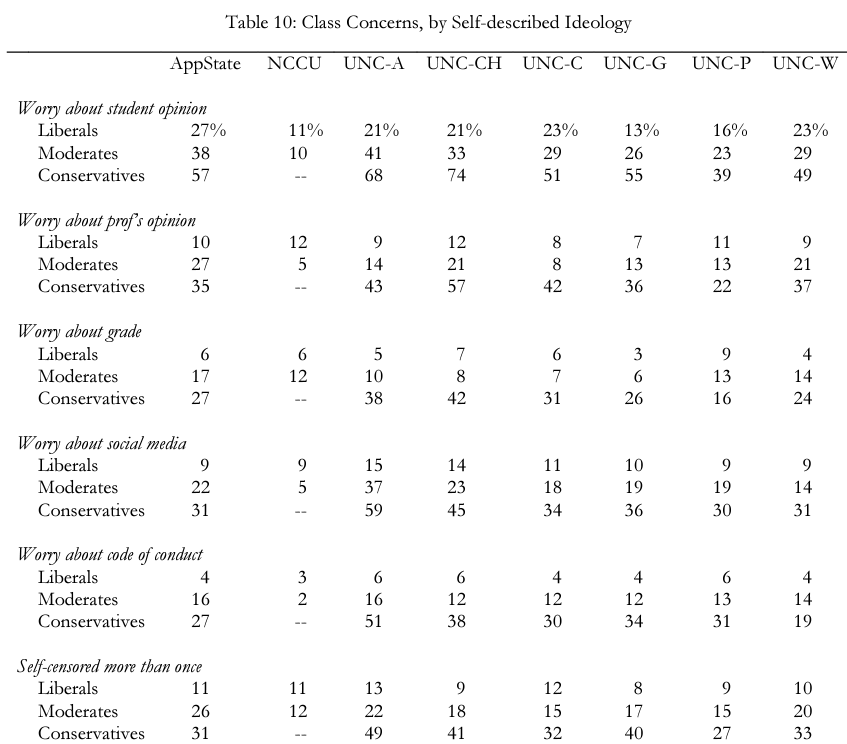 Table 10: Class Concerns, by Self-described Ideology
AppState NCCU UNC-A UNC-CH UNC-C UNC-G UNC-P UNC-W
Worry about student opinion
Liberals 27% 11% 21% 21% 23% 13% 16% 23%
Moderates 38 10 41 33 29 26 23 29
Conservatives 57 -- 68 74 51 55 39 49
Worry about prof's opinion
Liberals 10 12 9 12 8 7 11 9
Moderates 27 5 14 21 8 13 13 21
Conservatives 35 -- 43 57 42 36 22 37
Worry about grade
Liberals 6 6 5 7 6 3 9 4
Moderates 17 12 10 8 7 6 13 14
Conservatives 27 -- 38 42 31 26 16 24
Worry about social media
Liberals 9 9 15 14 11 10 9 9
Moderates 22 5 37 23 18 19 19 14
Conservatives 31 -- 59 45 34 36 30 31
Worry about code of conduct
Liberals 4 3 6 6 4 4 6 4
Moderates 16 2 16 12 12 12 13 14
Conservatives 27 -- 51 38 30 34 31 19
Self-censored more than once
Liberals 11 11 13 9 12 8 9 10
Moderates 26 12 22 18 15 17 15 20
Conservatives 31 -- 49 41 32 40 27 33